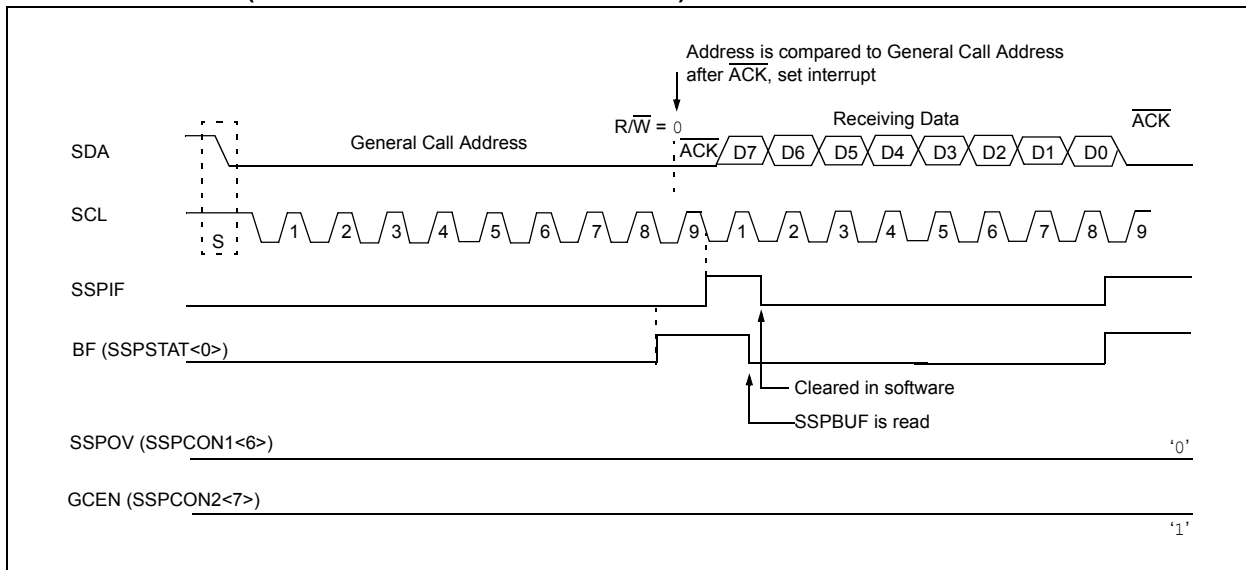 Address is compared to General Call Address
after ACK, set interrupt
R/W = 0
Receiving Data
ACK
General Call Address
SDA
ACK D7 D6 D5 D4 D3 D2 D1 D0
SCL
S
1 2 3 4 5 6 7 8 9 1 2 3 4 5 6 7 8 9
SSPIF
BF (SSPSTAT<0>)
Cleared in software
SSPBUF is read
SSPOV (SSPCON1<6>)
‘0’
GCEN (SSPCON2<7>)
‘1’